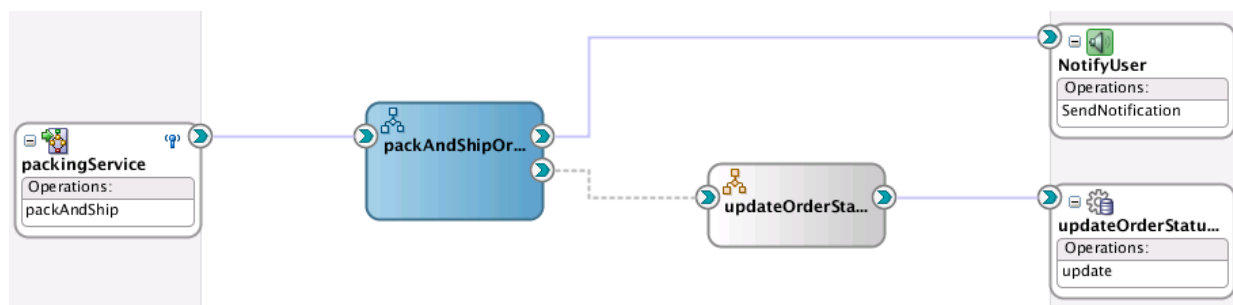 packingService
Operations:
packAndShip
packAndShipOr...
updateOrderSta...
NotifyUser
Operations:
SendNotification
updateOrderStatu...
Operations:
update